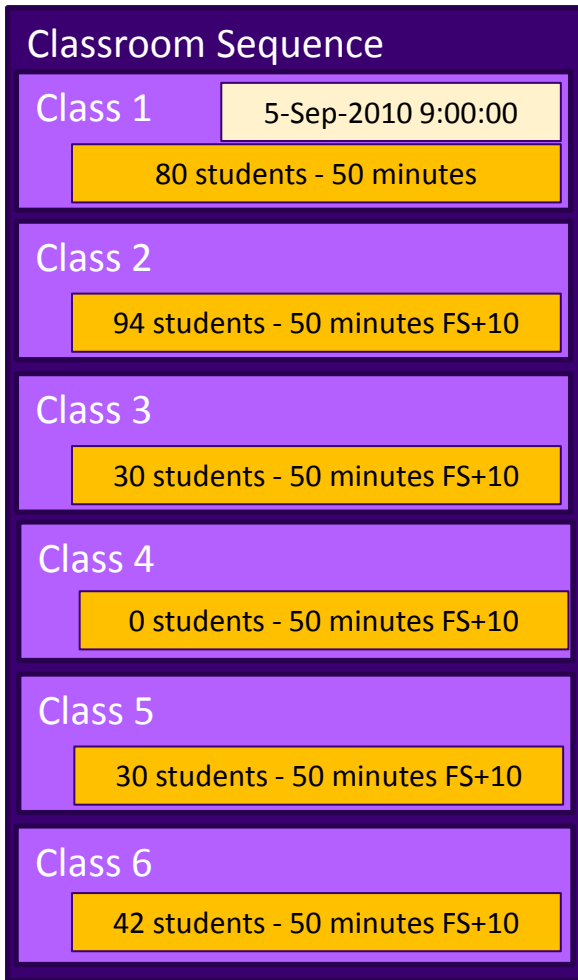 Classroom Sequence
Class 1
5-Sep-2010 9:00:00
80 students - 50 minutes
Class 2
94 students - 50 minutes FS+10
Class 3
30 students - 50 minutes FS+10
Class 4
0 students - 50 minutes FS+10
Class 5
30 students - 50 minutes FS+10
Class 6
42 students - 50 minutes FS+10